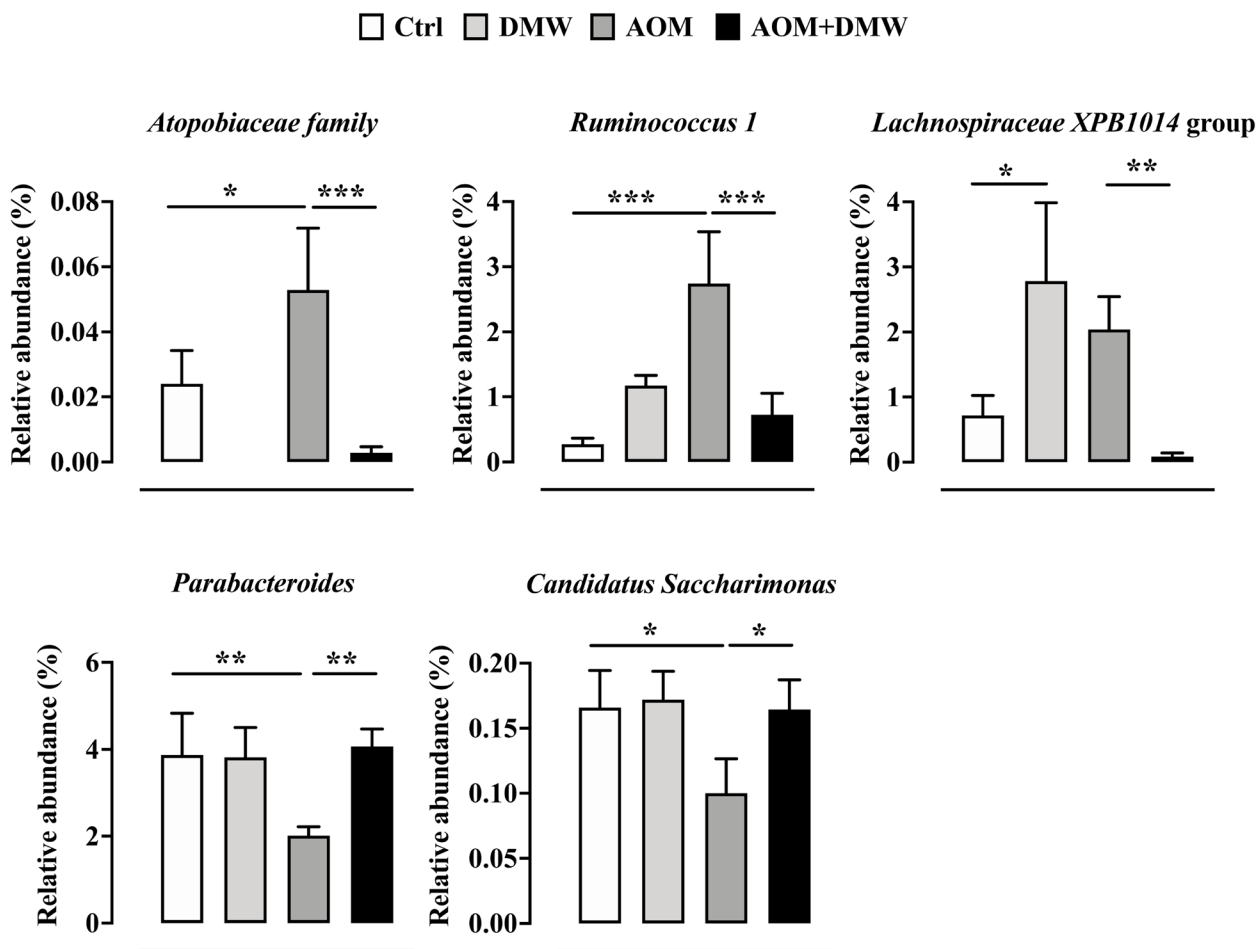 Ctrl DMW AOM AOM+DMW
Atopobiaceae family
Relative abundance (%)
0.08
0.06
0.04
0.02
0.00
* ***
Ruminococcus 1
Relative abundance (%)
4
3
2
1
0
*** ***
Lachnospiraceae XPB1014 group
Relative abundance (%)
4
3
2
1
0
* **
Parabacteroides
Relative abundance (%)
6
4
2
0
** **
Candidatus Saccharimonas
Relative abundance (%)
0.20
0.15
0.10
0.05
0.00
* *